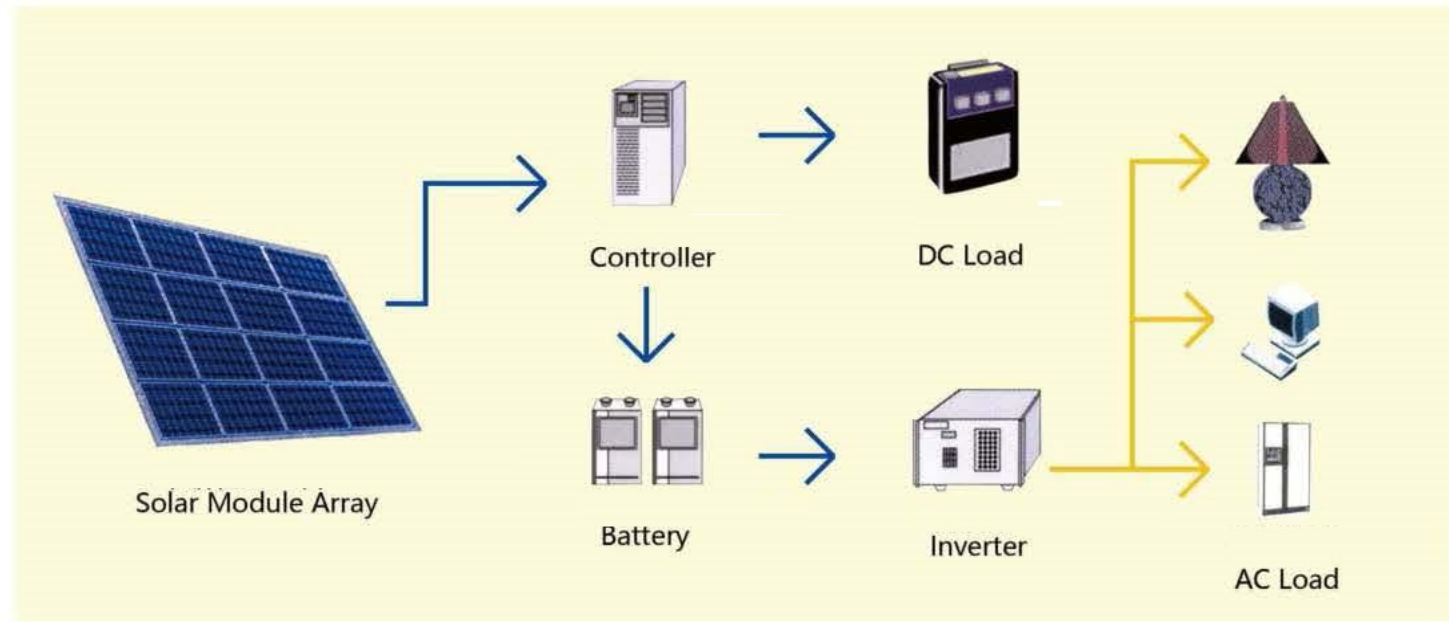 Controller
DC Load
Solar Module Array
Battery
Inverter
AC Load